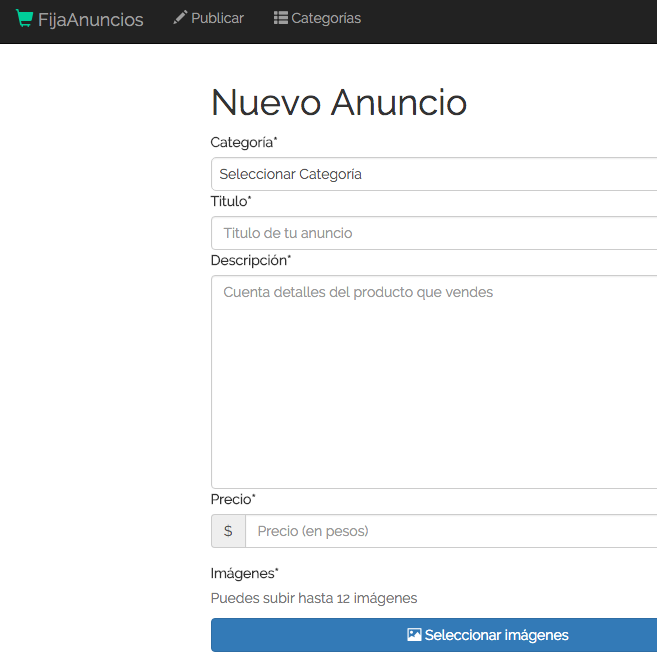 FijaAnuncios Publicar Categorías
Nuevo Anuncio
Categoría*
Seleccionar Categoría
Titulo*
Titulo de tu anuncio
Descripción*
Cuenta detalles del producto que vendes
Precio*
$ Precio (en pesos)
Imágenes*
Puedes subir hasta 12 imágenes
Seleccionar imágenes